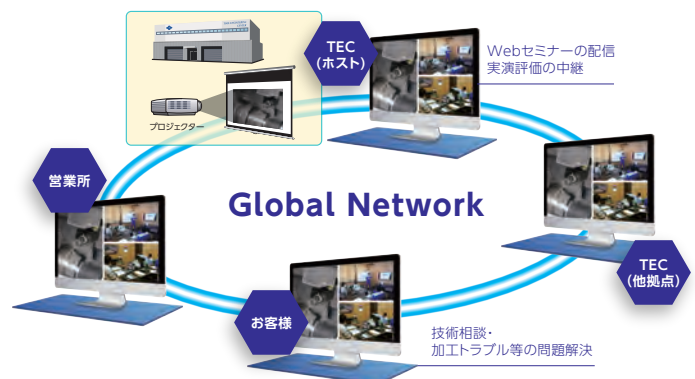 TEC
(ホスト)
Webセミナーの配信
実演評価の中継
プロジェクター
営業所
Global Network
TEC
(他拠点)
お客様
技術相談・
加工トラブル等の問題解決